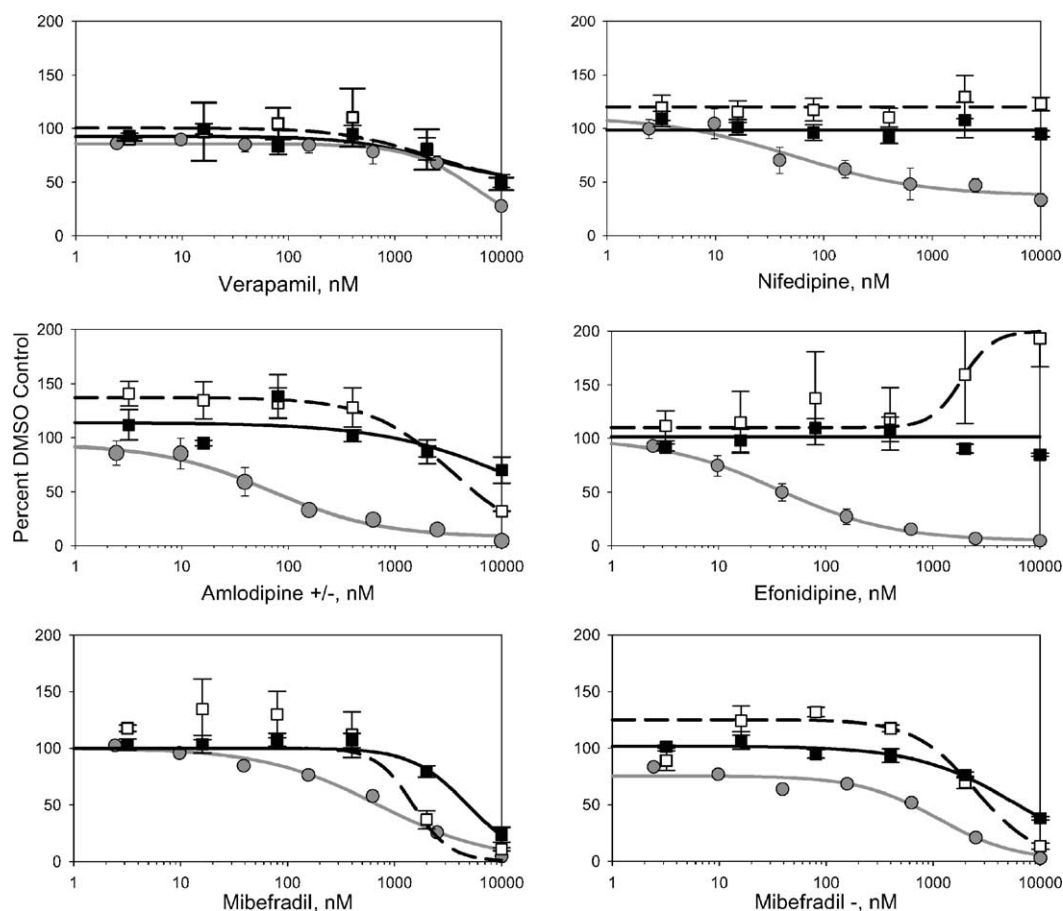 200
150
100
50
0
1 10 100 1000 10000
Verapamil, nM
200
150
100
50
0
1 10 100 1000 10000
Nifedipine, nM
Percent DMSO Control
200
150
100
50
0
1 10 100 1000 10000
Amlodipine +/-, nM
200
150
100
50
0
1 10 100 1000 10000
Efonidipine, nM
200
150
100
50
0
1 10 100 1000 10000
Mibefradil, nM
200
150
100
50
0
1 10 100 1000 10000
Mibefradil -, nM